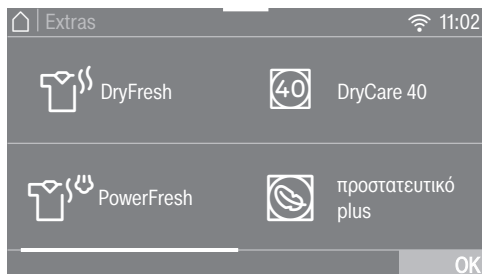 Extras
11:02
DryFresh
40
DryCare 40
PowerFresh
προστατευτικό
plus
OK